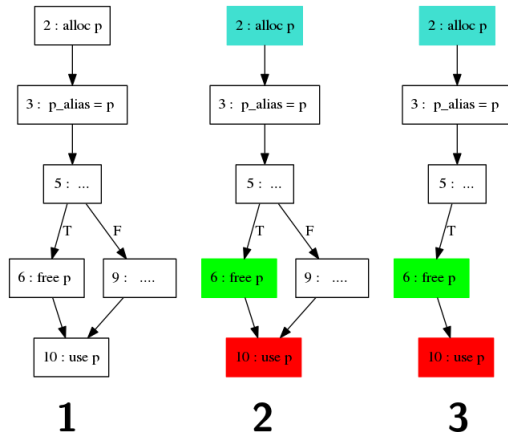 2 : alloc p
2 : alloc p
2 : alloc p
3 : p_alias = p
3 : p_alias = p
3 : p_alias = p
5 : ...
5 : ...
5 : ...
T
F
T
F
T
6 : free p
9 : ....
6 : free p
9 : ....
6 : free p
10 : use p
10 : use p
10 : use p
1
2
3